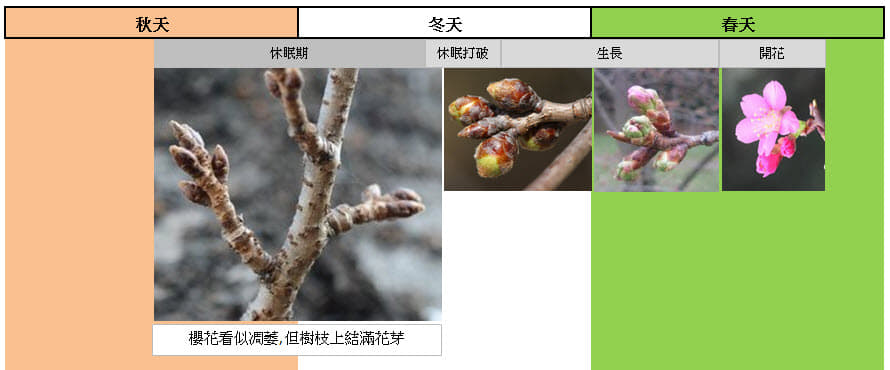 秋天
冬天
春天
休眠期
休眠打破
生長
開花
櫻花看似凋萎,但樹枝上結滿花芽